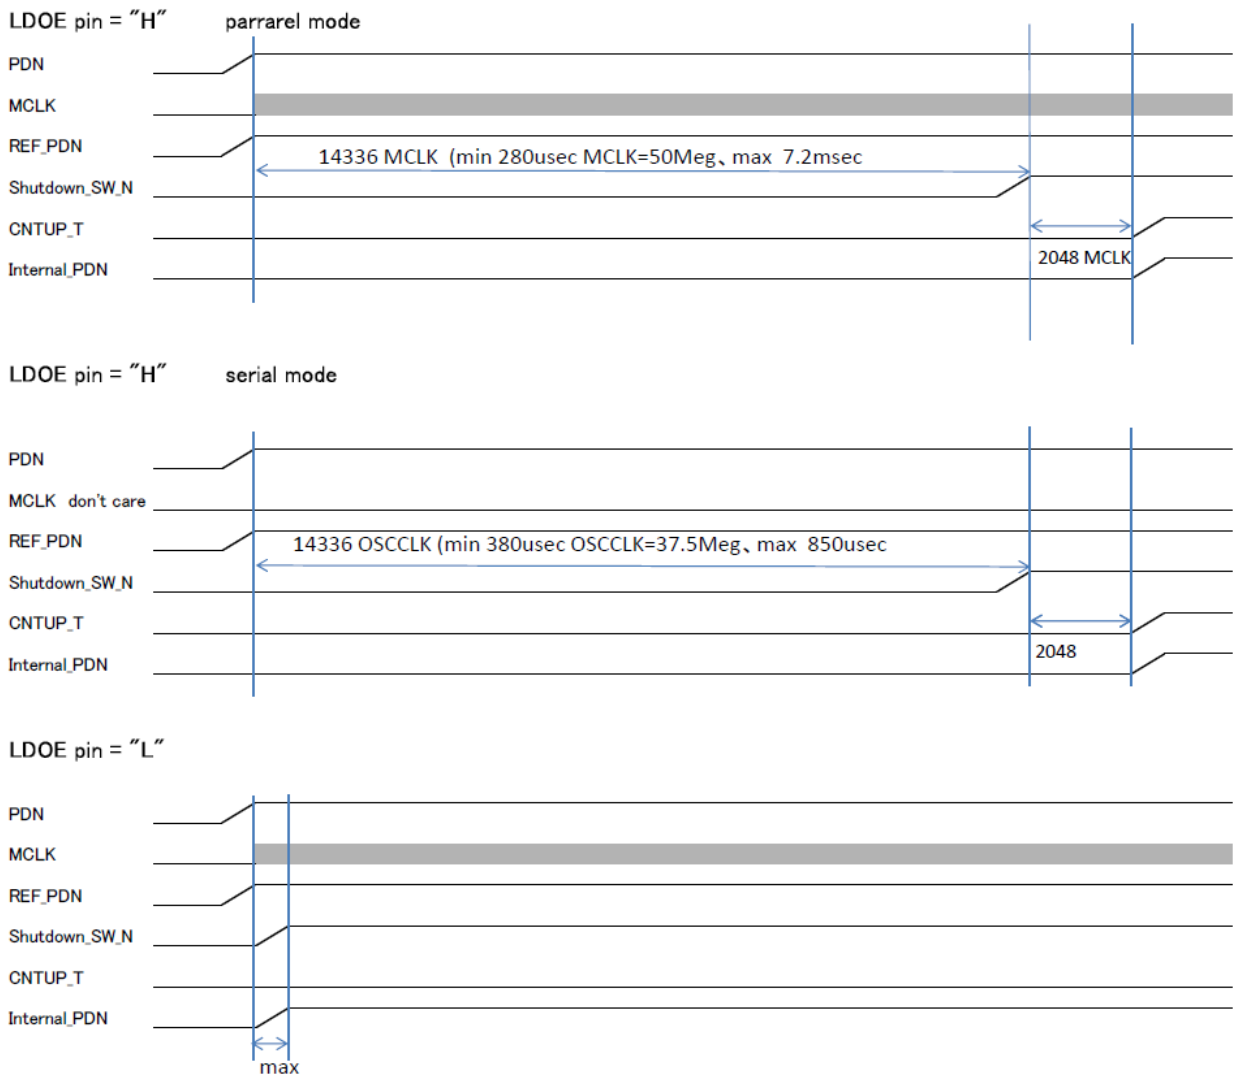 LDOE pin = "H" parrarel mode
PDN
MCLK
REF_PDN
14336 MCLK (min 280usec MCLK=50Meg、max 7.2msec
Shutdown_SW_N
CNTUP_T
2048 MCLK
Internal_PDN
LDOE pin = "H" serial mode
PDN
MCLK don't care
REF_PDN
14336 OSCCLK (min 380usec OSCCLK=37.5Meg、max 850usec
Shutdown_SW_N
CNTUP_T
2048
Internal_PDN
LDOE pin = "L"
PDN
MCLK
REF_PDN
Shutdown_SW_N
CNTUP_T
Internal_PDN
max